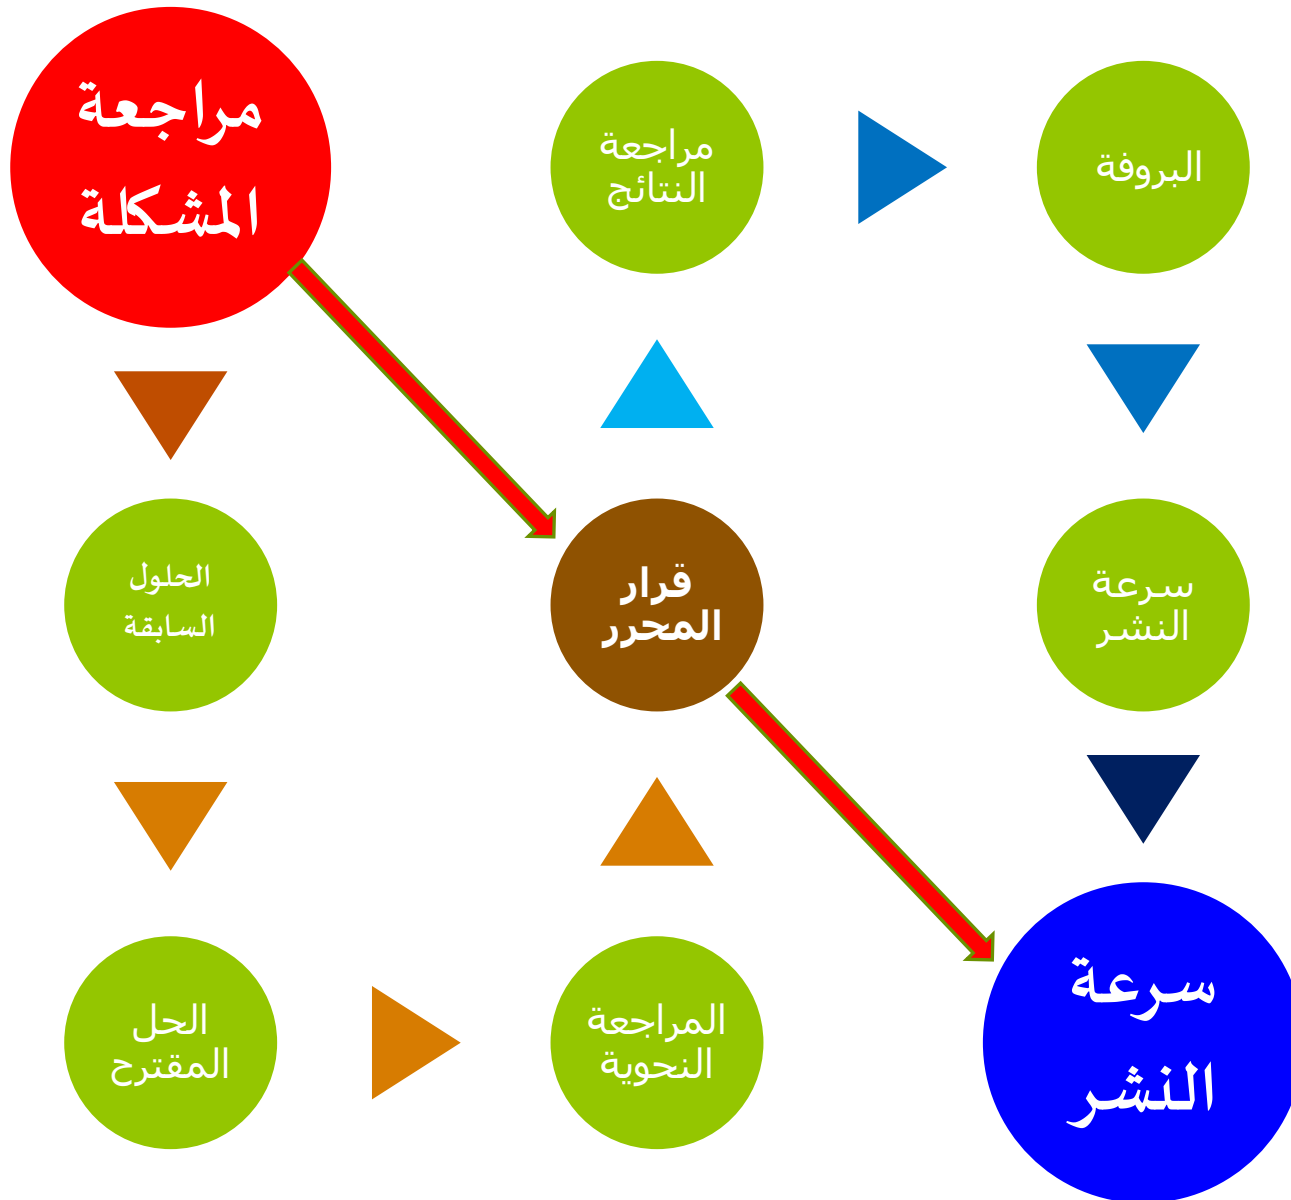 مراجعة
المشكلة
الحلول
السابقة
الحل
المقترح
المراجعة
النحوية
قرار
المحرر
مراجعة
النتائج
البروفة
سرعة
النشر
سرعة
النشر